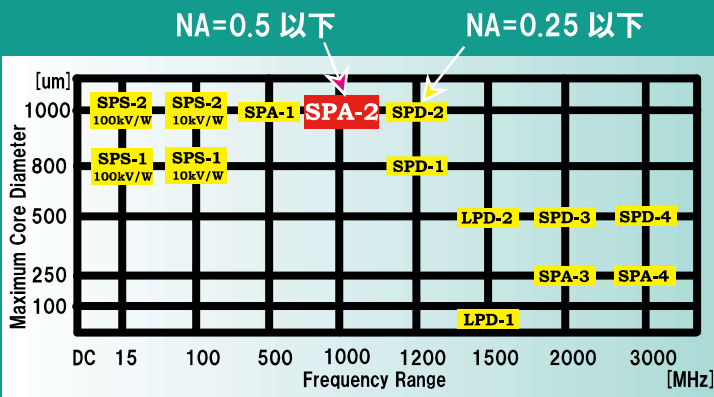 NA=0.5 以下 NA=0.25 以下
[um]
1000 SPS-2 SPS-2 SPA-1 SPA-2 SPD-2
100kV/W 10kV/W
800 SPS-1 SPS-1 SPD-1
100kV/W 10kV/W
500 LPD-2 SPD-3 SPD-4
250 SPA-3 SPA-4
100 LPD-1
Maximum Core Diameter
DC 15 100 500 1000 1200 1500 2000 3000
Frequency Range [MHz]